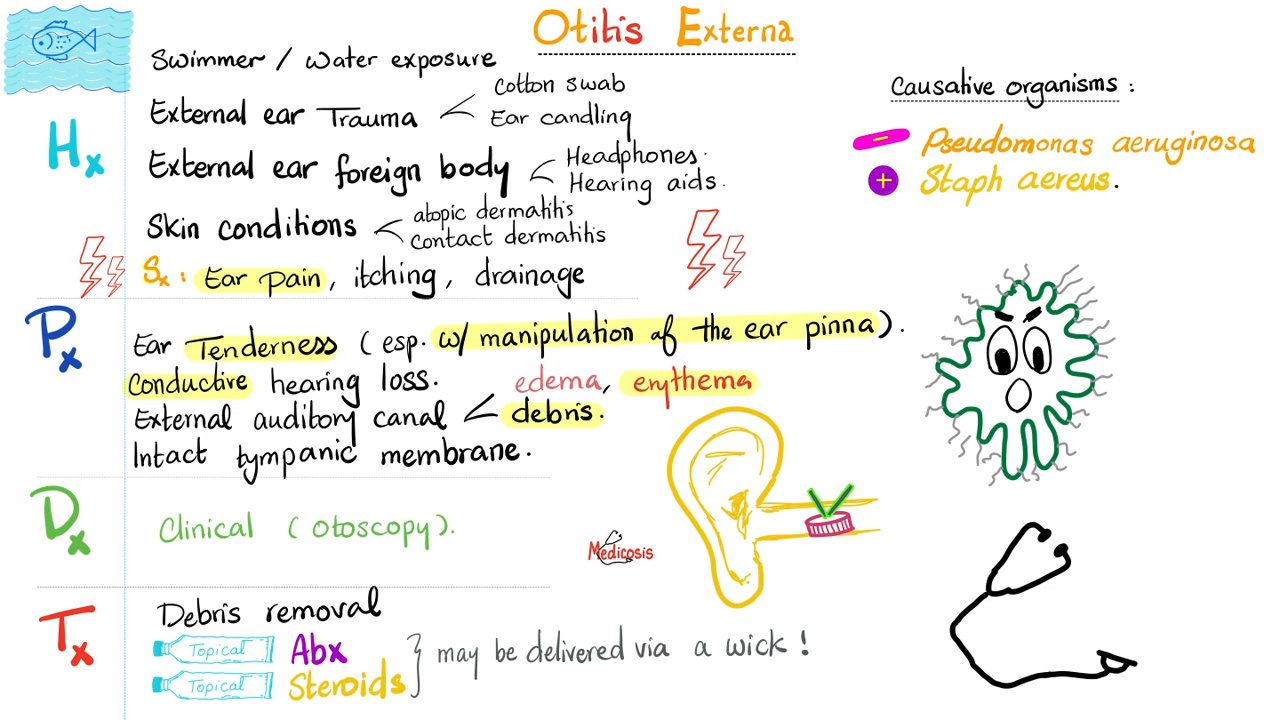 Otitis Externa
Hx
Swimmer / Water exposure
External ear Trauma < Cotton swab
Ear candling
External ear foreign body < Headphones.
Hearing aids.
Skin conditions < atopic dermatitis
contact dermatitis
Sx: Ear pain, itching, drainage
Px
Ear Tenderness (esp. w/ manipulation of the ear pinna).
Conductive hearing loss.
External auditory canal < edema, erythema
debris.
Intact tympanic membrane.
Dx
Clinical (otoscopy).
Medicosis
Tx
Debris removal
Topical Abx
Topical Steroids
} may be delivered via a wick!
Causative organisms:
- Pseudomonas aeruginosa
+ Staph aereus.